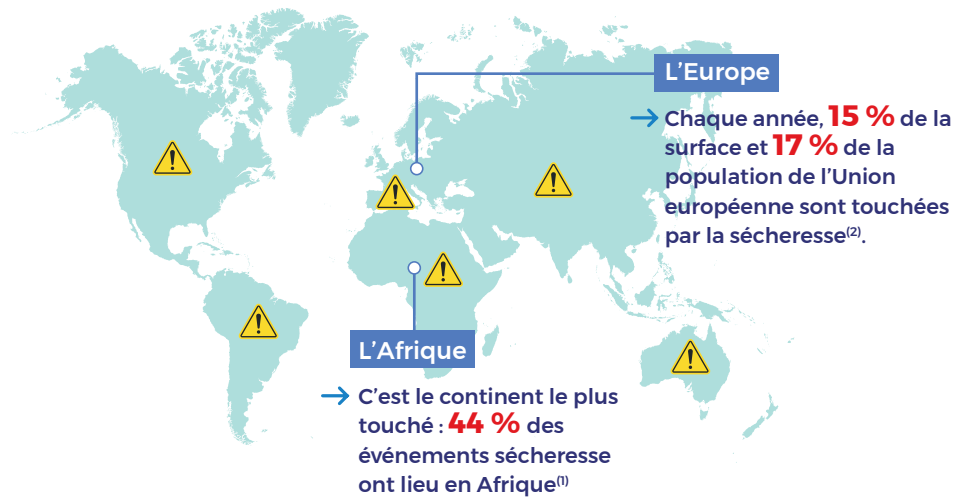 L’Europe
→ Chaque année, 15 % de la
surface et 17 % de la
population de l’Union
européenne sont touchées
par la sécheresse(2).
L’Afrique
→ C’est le continent le plus
touché : 44 % des
événements sécheresse
ont lieu en Afrique(1)